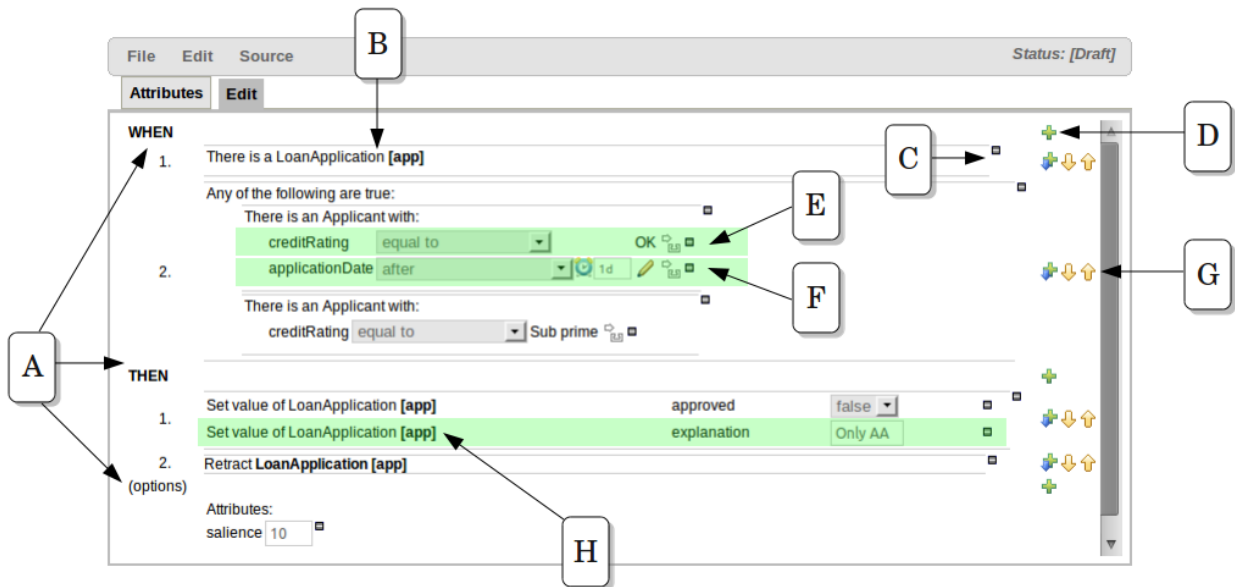 B
File Edit Source Status: [Draft]
Attributes Edit
WHEN
D
1. There is a LoanApplication [app]
C
Any of the following are true:
There is an Applicant with:
E
creditRating equal to OK
2. applicationDate after 1d
G
F
There is an Applicant with:
creditRating equal to Sub prime
A
THEN
1. Set value of LoanApplication [app] approved false
Set value of LoanApplication [app] explanation Only AA
2. Retract LoanApplication [app]
(options)
Attributes:
salience 10
H